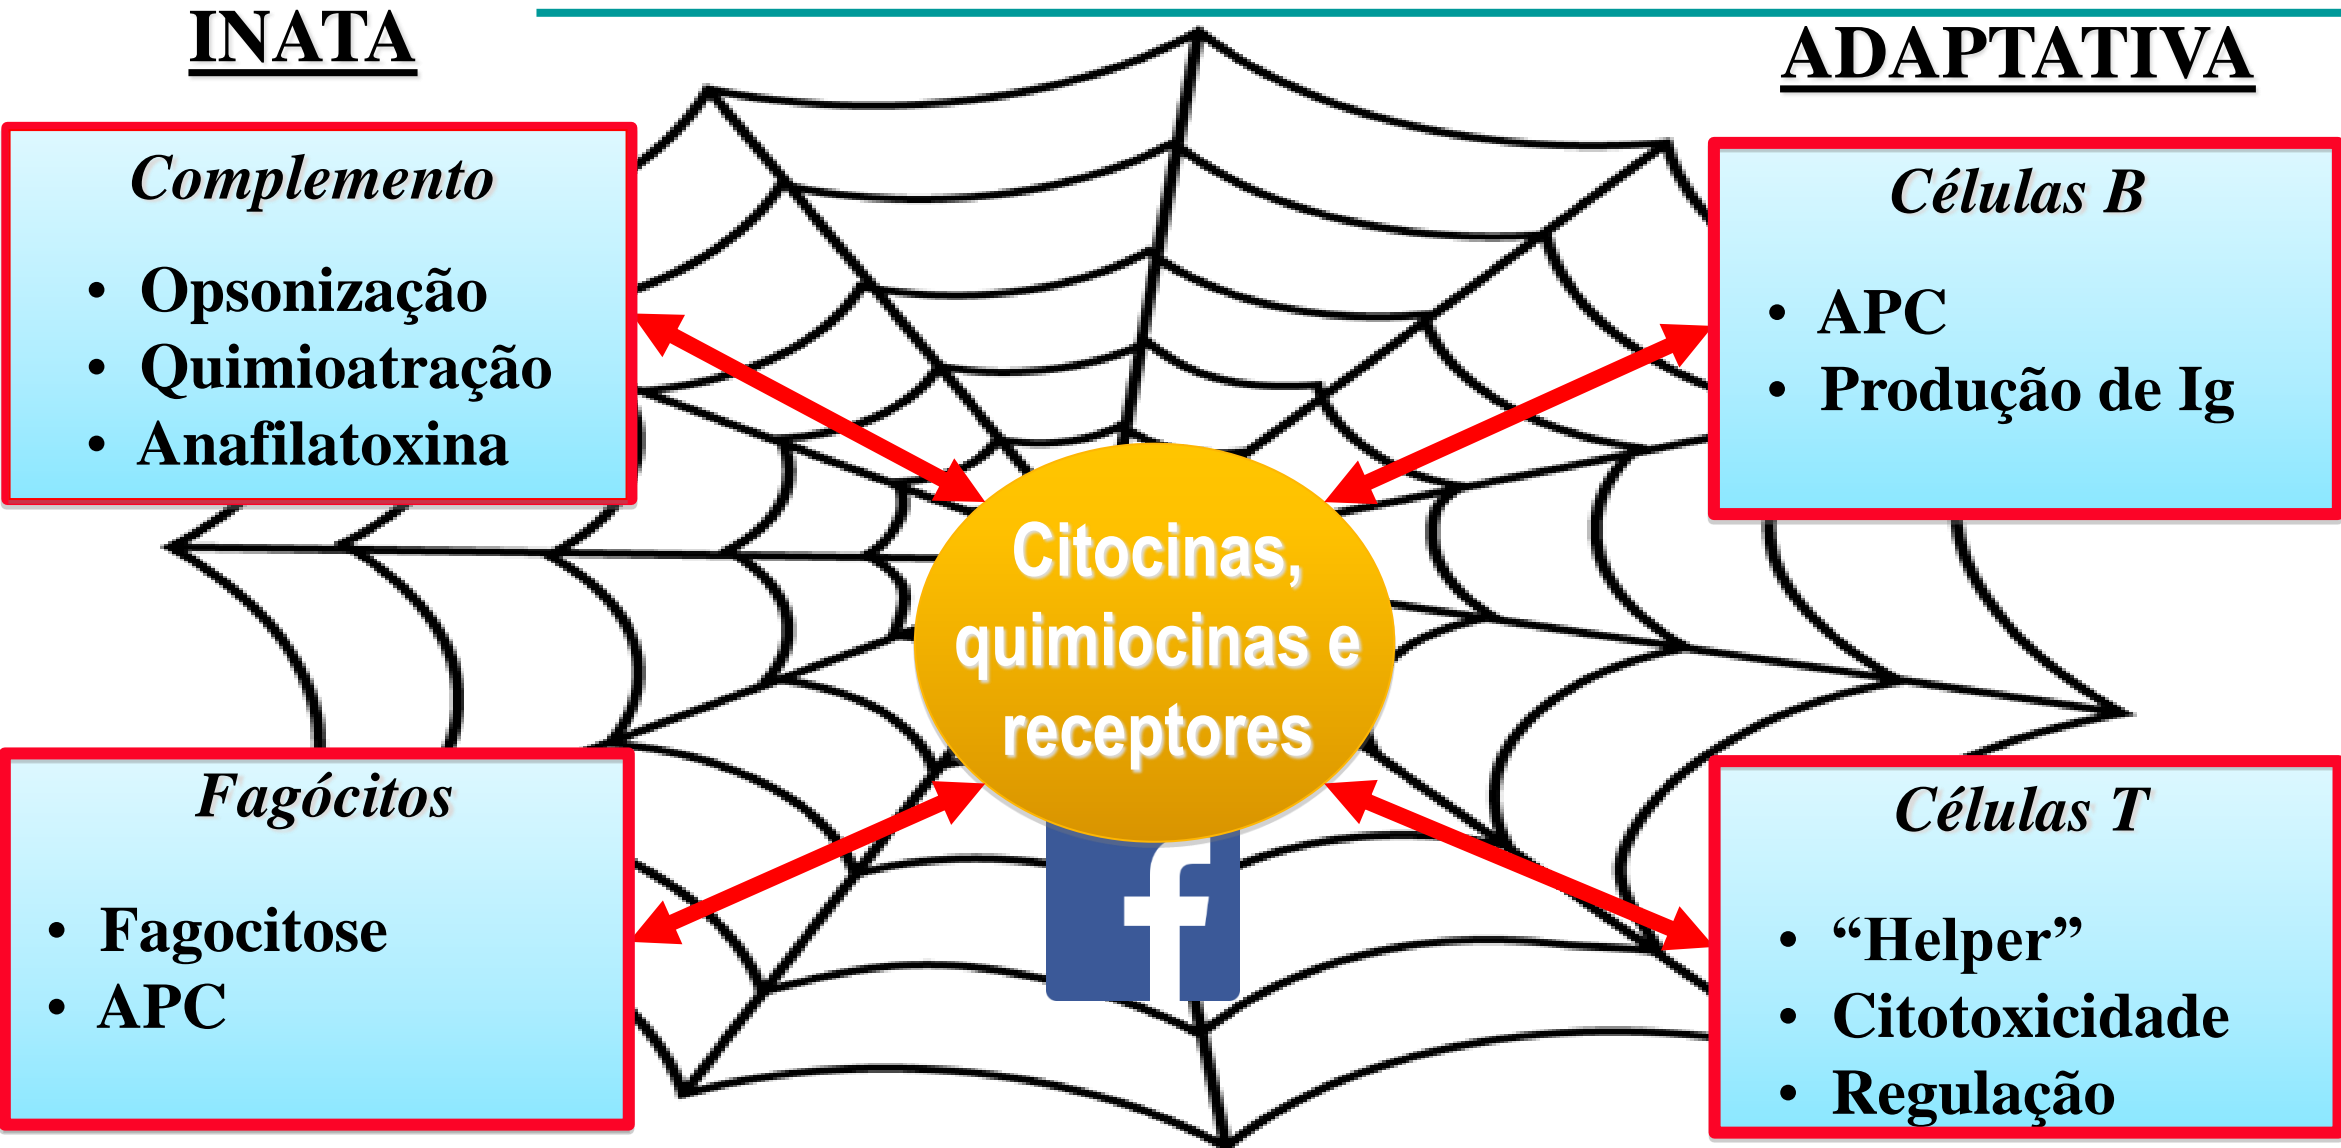 INATA
ADAPTATIVA
Complemento
• Opsonização
• Quimioatração
• Anafilatoxina
Células B
• APC
• Produção de Ig
Citocinas,
quimiocinas e
receptores
Fagócitos
• Fagocitose
• APC
Células T
• “Helper”
• Citotoxicidade
• Regulação
f